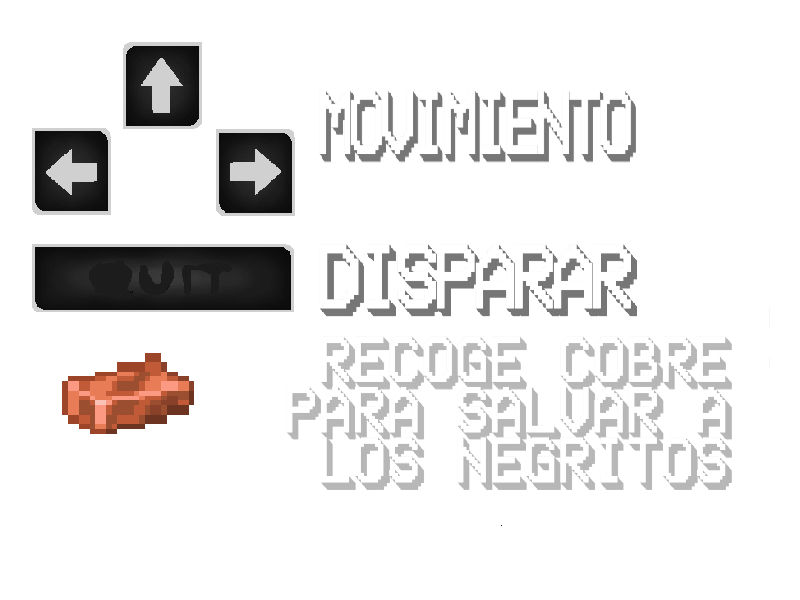 MOVIMIENTO
QUIT
DISPARAR
RECOGE COBRE
PARA SALVAR A
LOS NEGRITOS